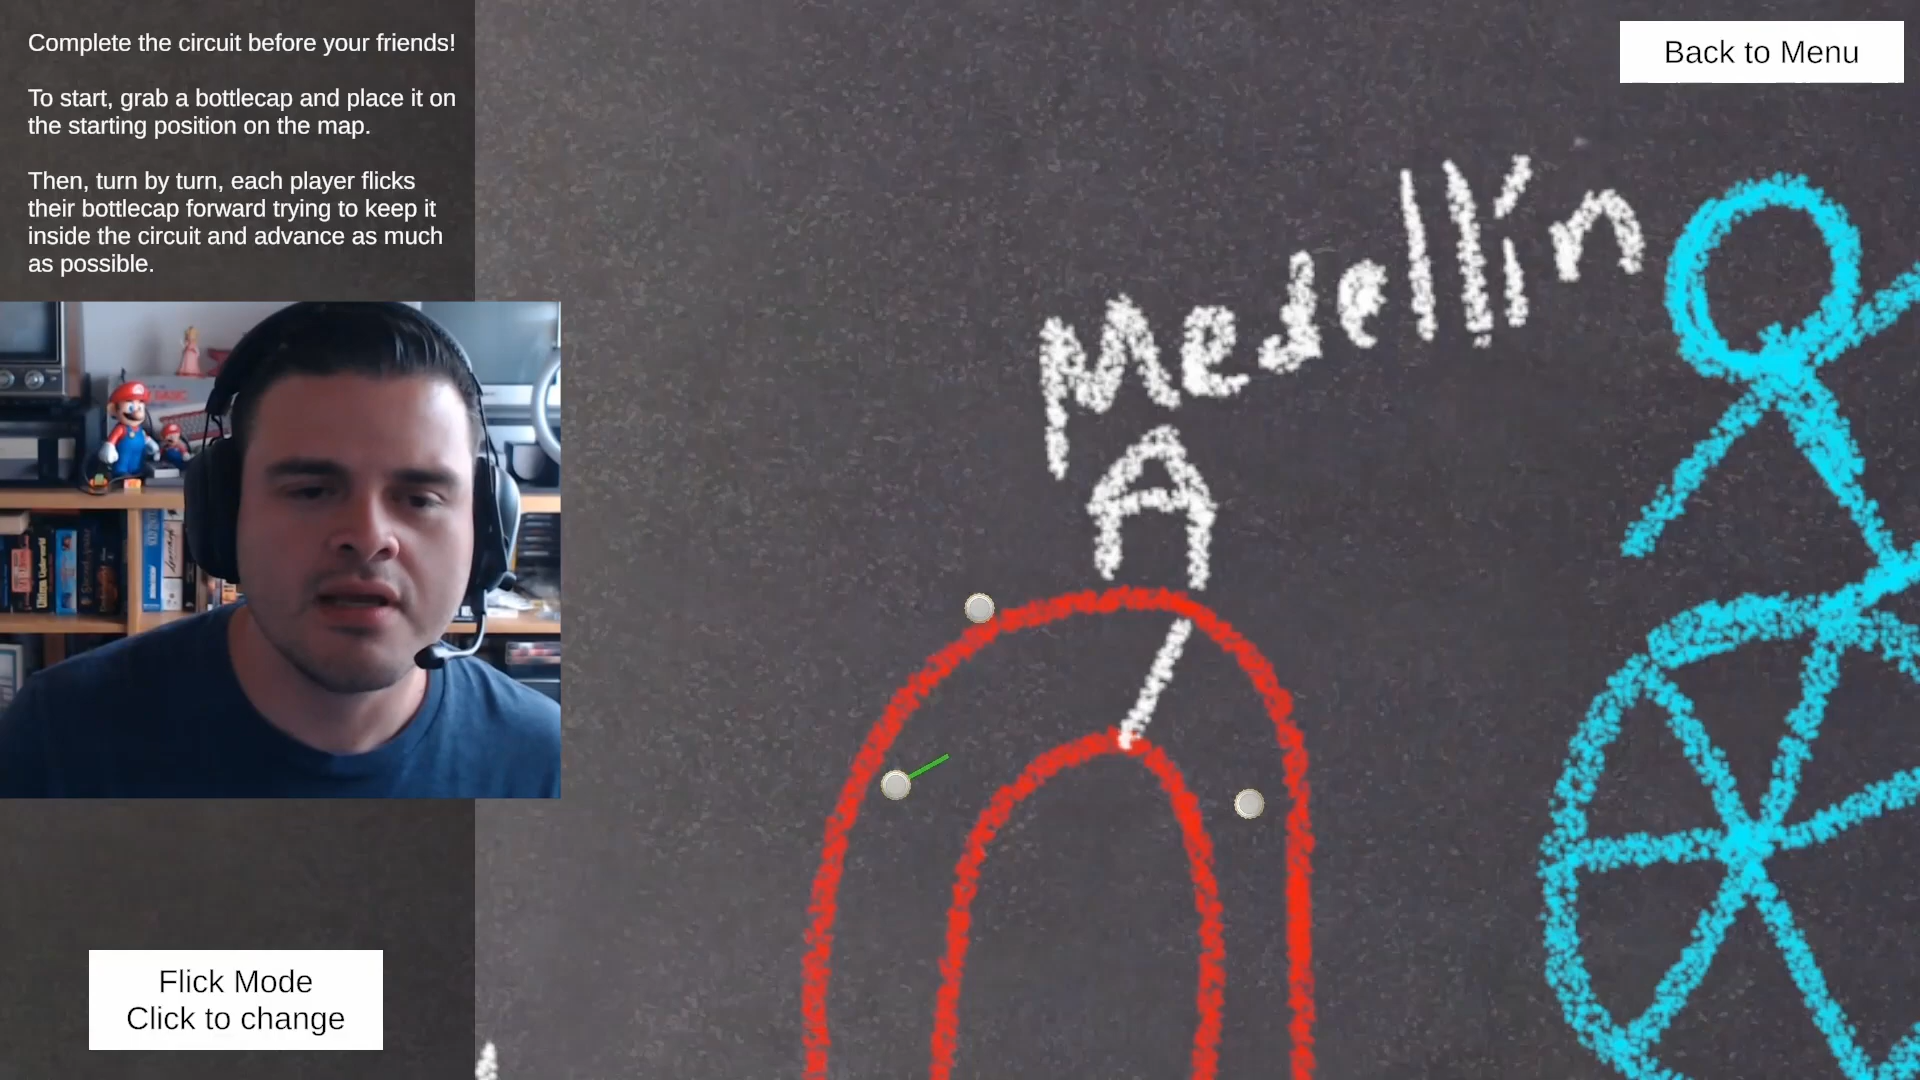 Complete the circuit before your friends!
To start, grab a bottlecap and place it on
the starting position on the map.
Then, turn by turn, each player flicks
their bottlecap forward trying to keep it
inside the circuit and advance as much
as possible.
Back to Menu
Medellín
A
Flick Mode
Click to change